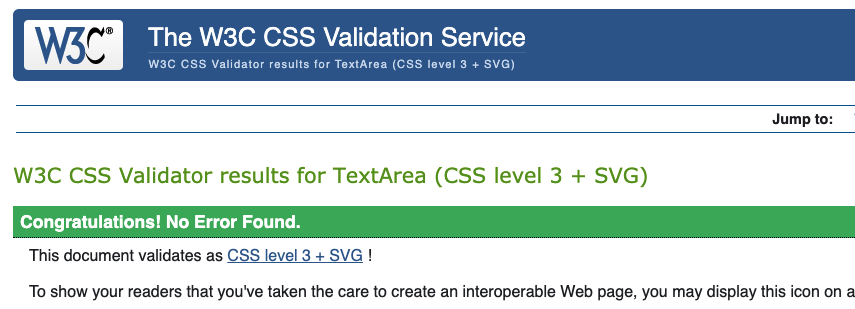 W3C®
The W3C CSS Validation Service
W3C CSS Validator results for TextArea (CSS level 3 + SVG)
Jump to:
W3C CSS Validator results for TextArea (CSS level 3 + SVG)
Congratulations! No Error Found.
This document validates as CSS level 3 + SVG !
To show your readers that you've taken the care to create an interoperable Web page, you may display this icon on a